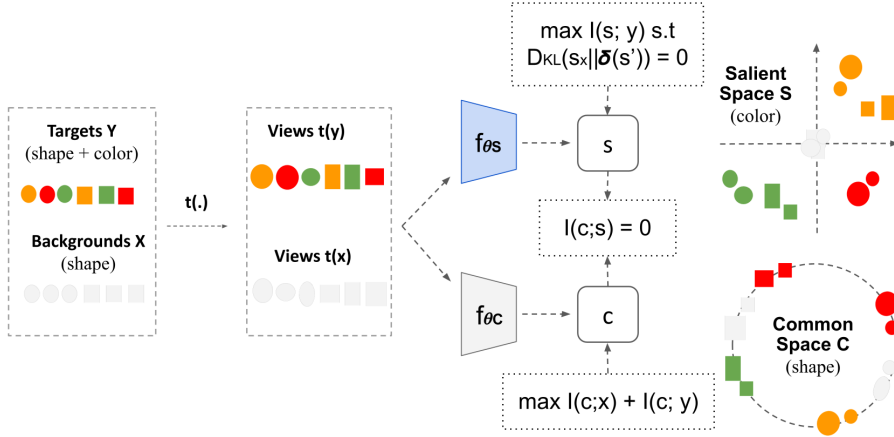 Targets Y
(shape + color)
Backgrounds X
(shape)
t(.)
Views t(y)
Views t(x)
fθs
fθc
max I(s; y) s.t
DKL(sx||δ(s')) = 0
s
I(c;s) = 0
c
max I(c;x) + I(c; y)
Salient
Space S
(color)
Common
Space C
(shape)